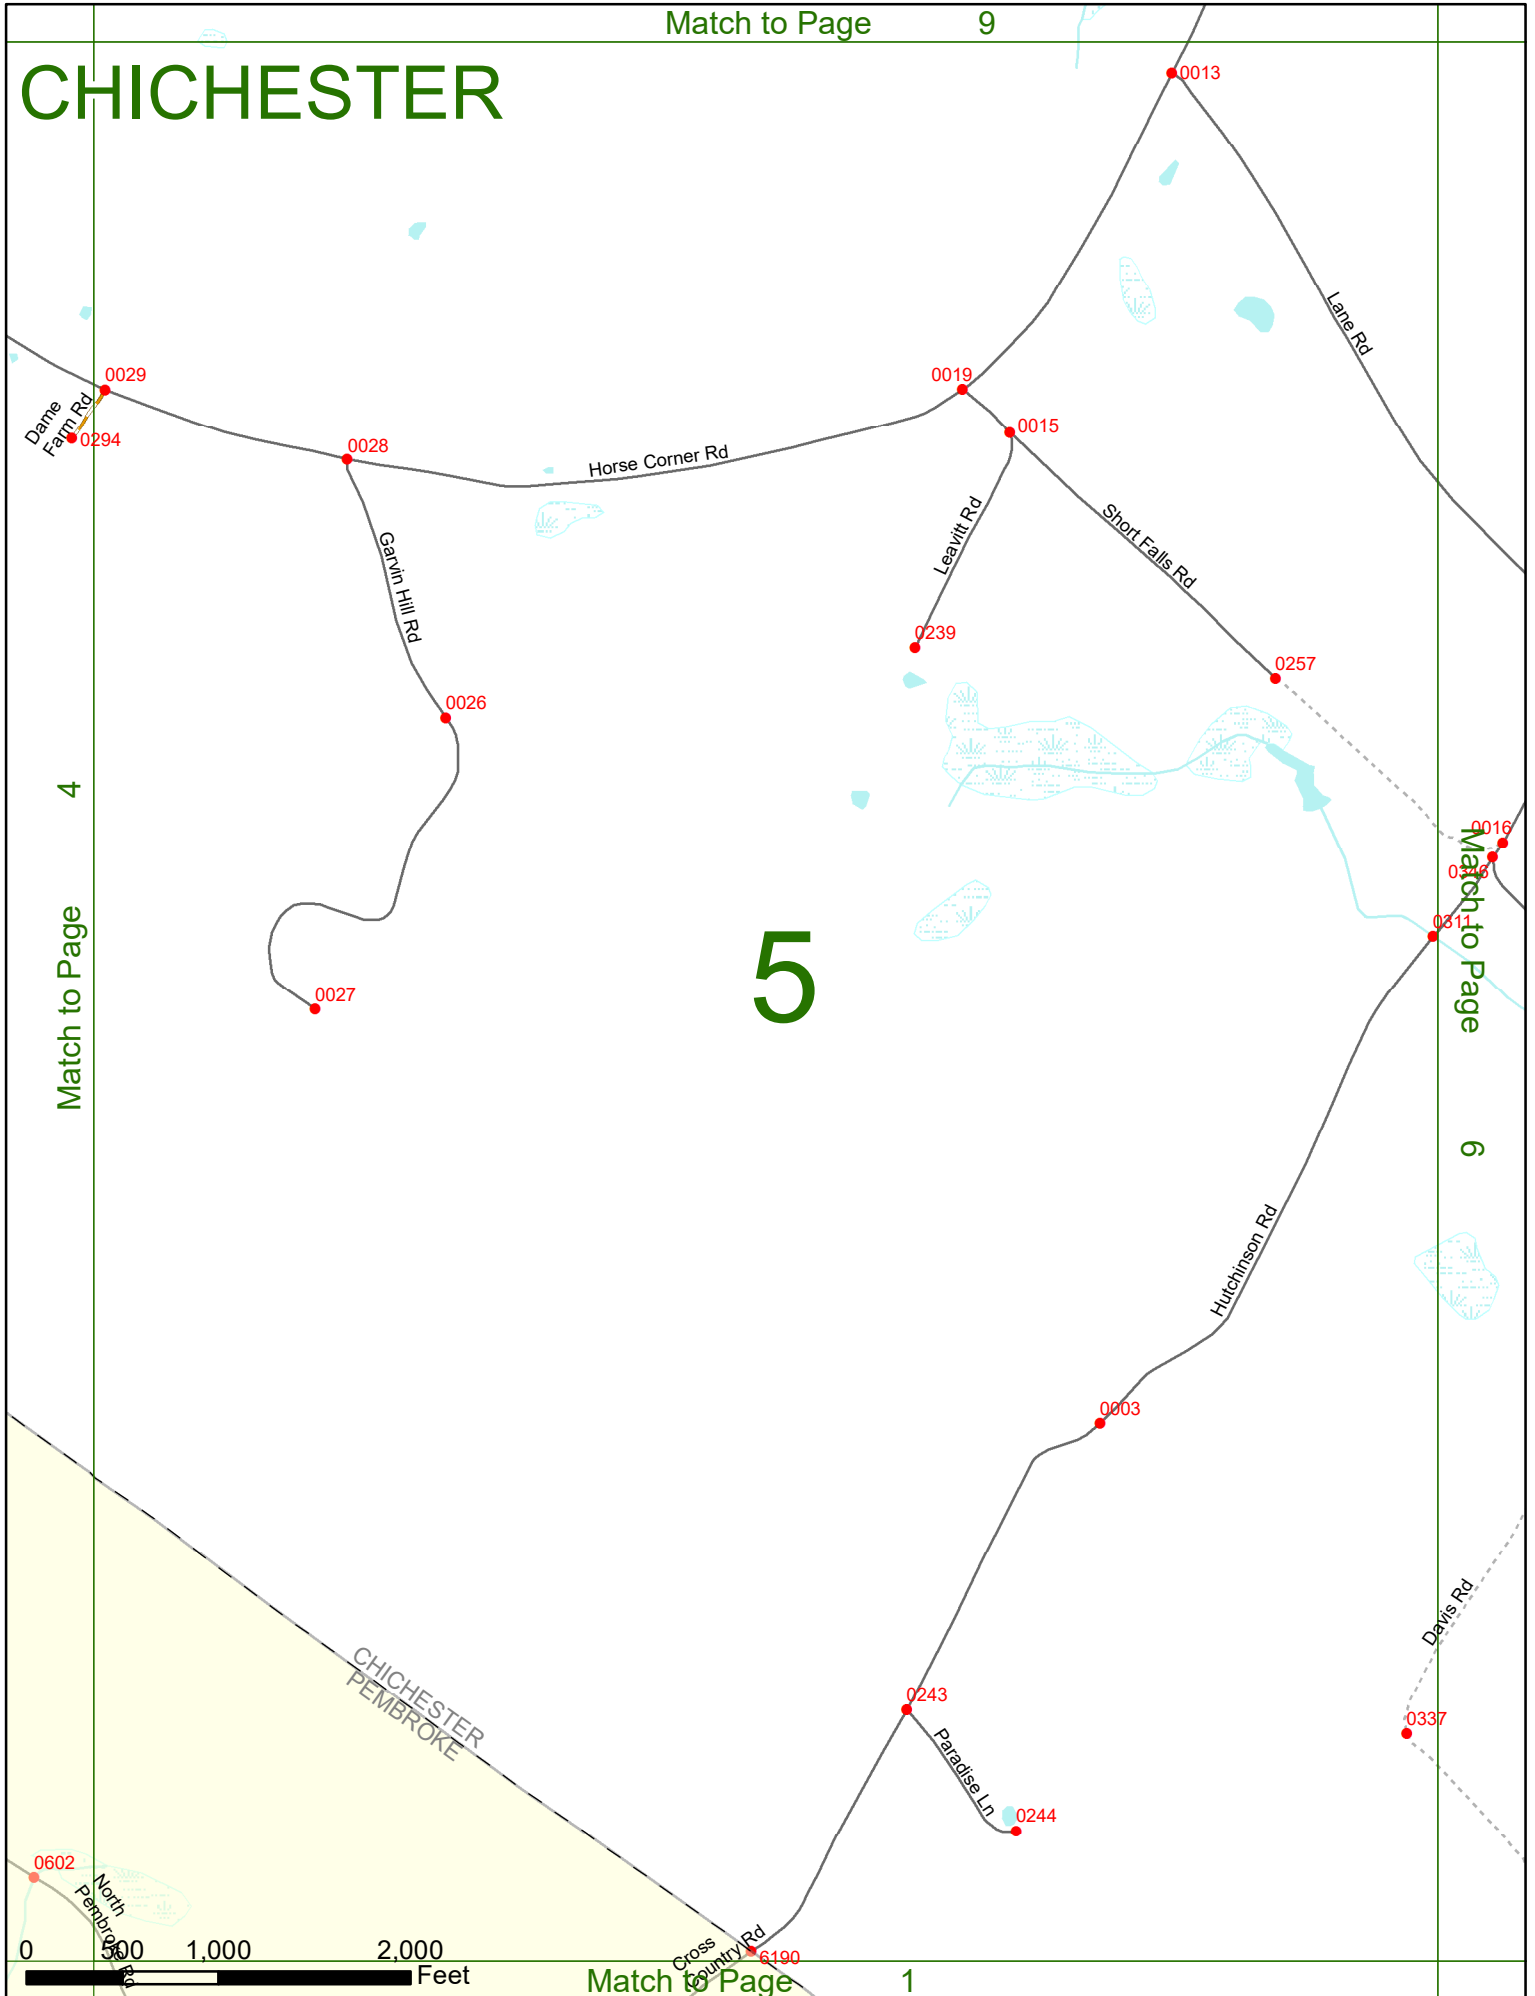 Match to Page 9
CHICHESTER
0013
Lane Rd
0029
0019
Dame
Farm Rd
0294
0015
0028
Horse Corner Rd
Leavitt Rd
Short Falls Rd
Garvin Hill Rd
0239
0257
0026
Match to Page 4
0016
0346
0311
Match to Page 6
5
0027
Hutchinson Rd
0003
Davis Rd
CHICHESTER
PEMBROKE
0243
0337
Paradise Ln
0244
0602
North
Pembroke Rd
Cross
Country Rd
6190
0 500 1,000 2,000
Feet
Match to Page 1